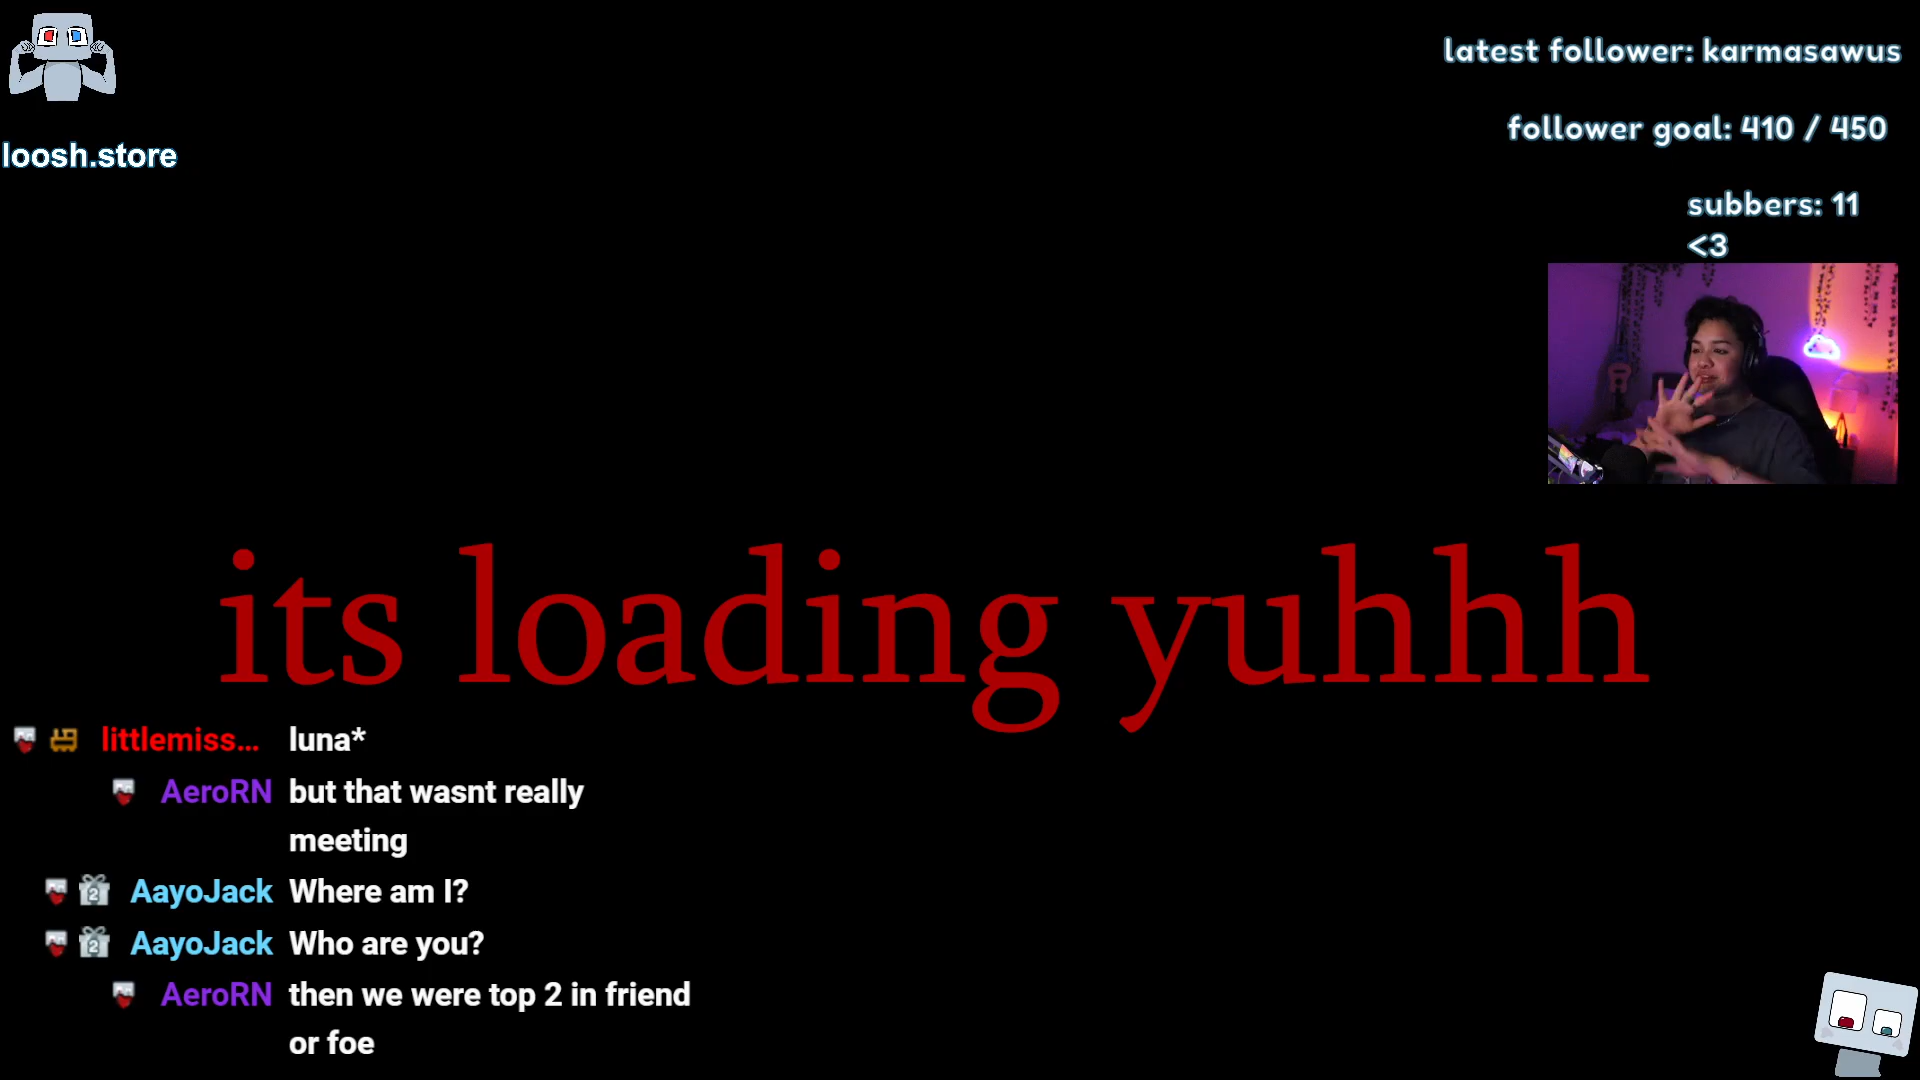 loosh.store
latest follower: karmasawus
follower goal: 410 / 450
subbers: 11
<3
its loading yuhhh
littlemiss... luna*
AeroRN but that wasnt really
meeting
2 AayoJack Where am I?
2 AayoJack Who are you?
AeroRN then we were top 2 in friend
or foe